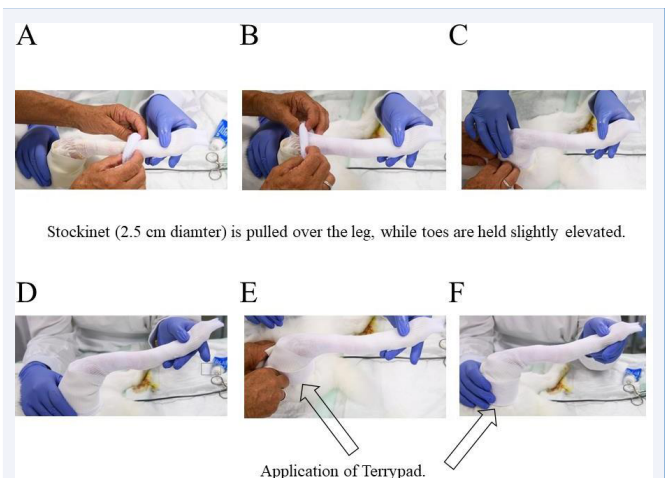 A B C
Stockinet (2.5 cm diamter) is pulled over the leg, while toes are held slightly elevated.
D E F
Application of Terrypad.